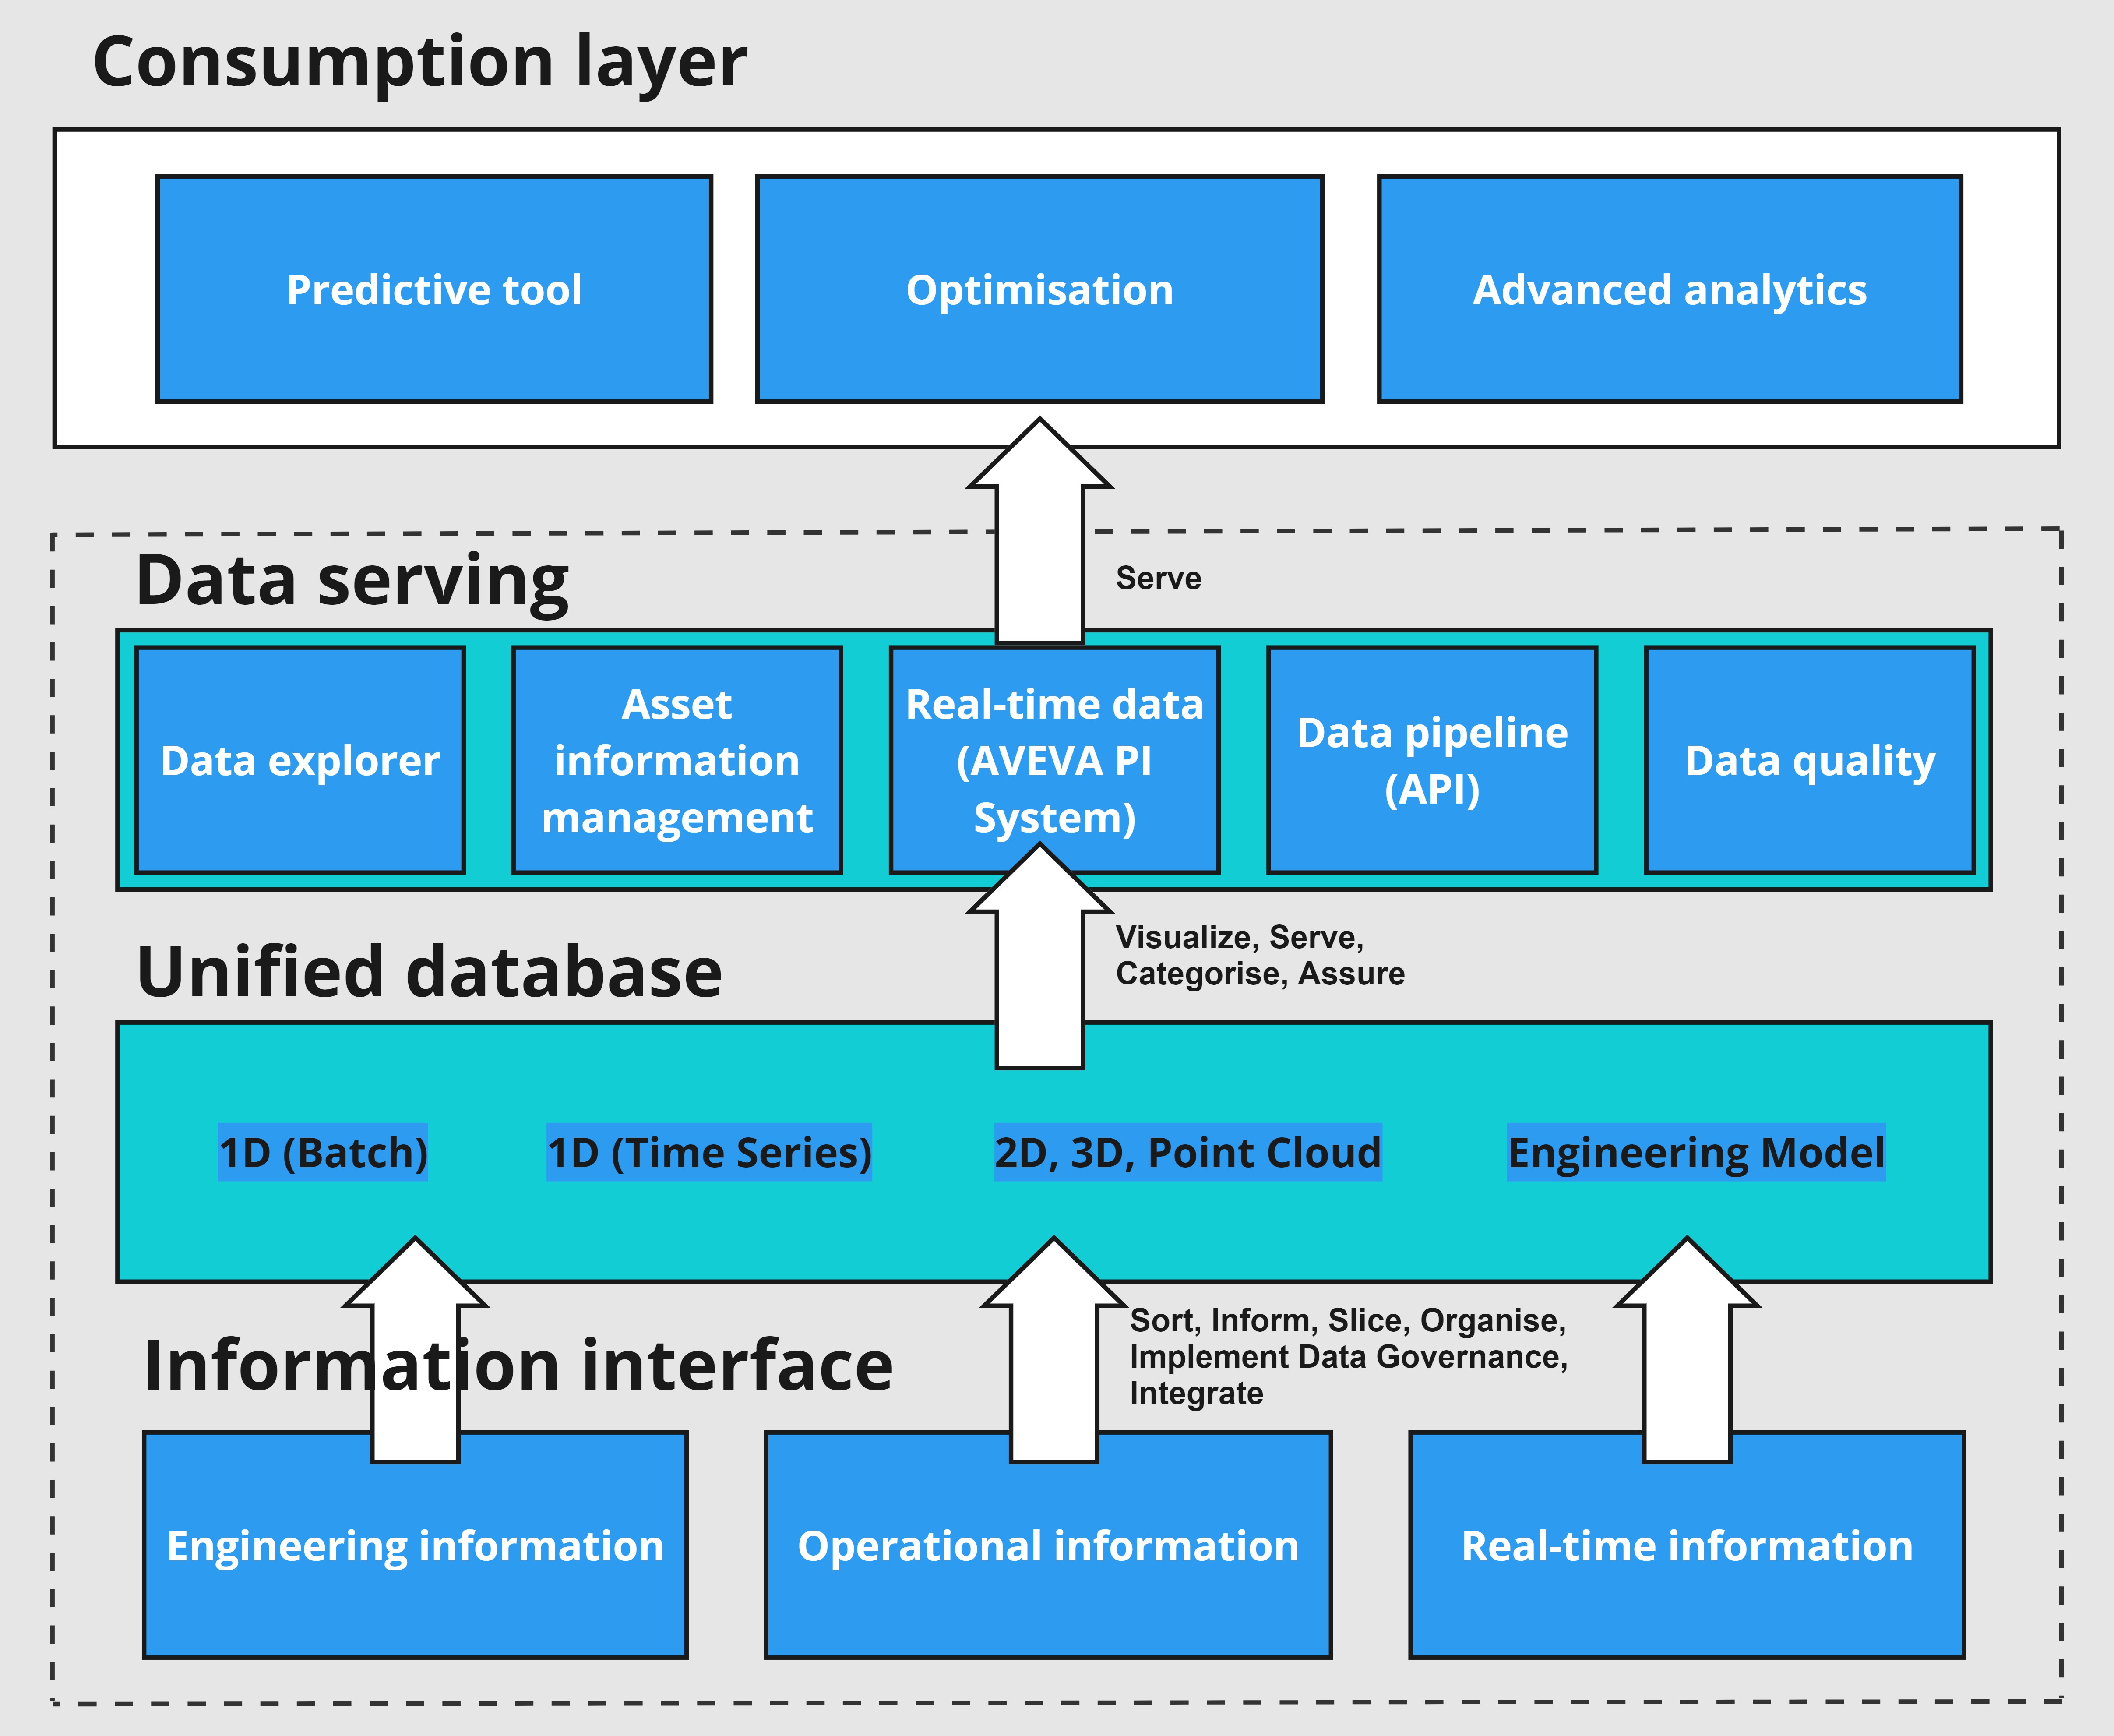 Consumption layer
Predictive tool
Optimisation
Advanced analytics
Data serving
Serve
Data explorer
Asset
information
management
Real-time data
(AVEVA PI
System)
Data pipeline
(API)
Data quality
Unified database
Visualize, Serve,
Categorise, Assure
1D (Batch)
1D (Time Series)
2D, 3D, Point Cloud
Engineering Model
Information interface
Sort, Inform, Slice, Organise,
Implement Data Governance,
Integrate
Engineering information
Operational information
Real-time information